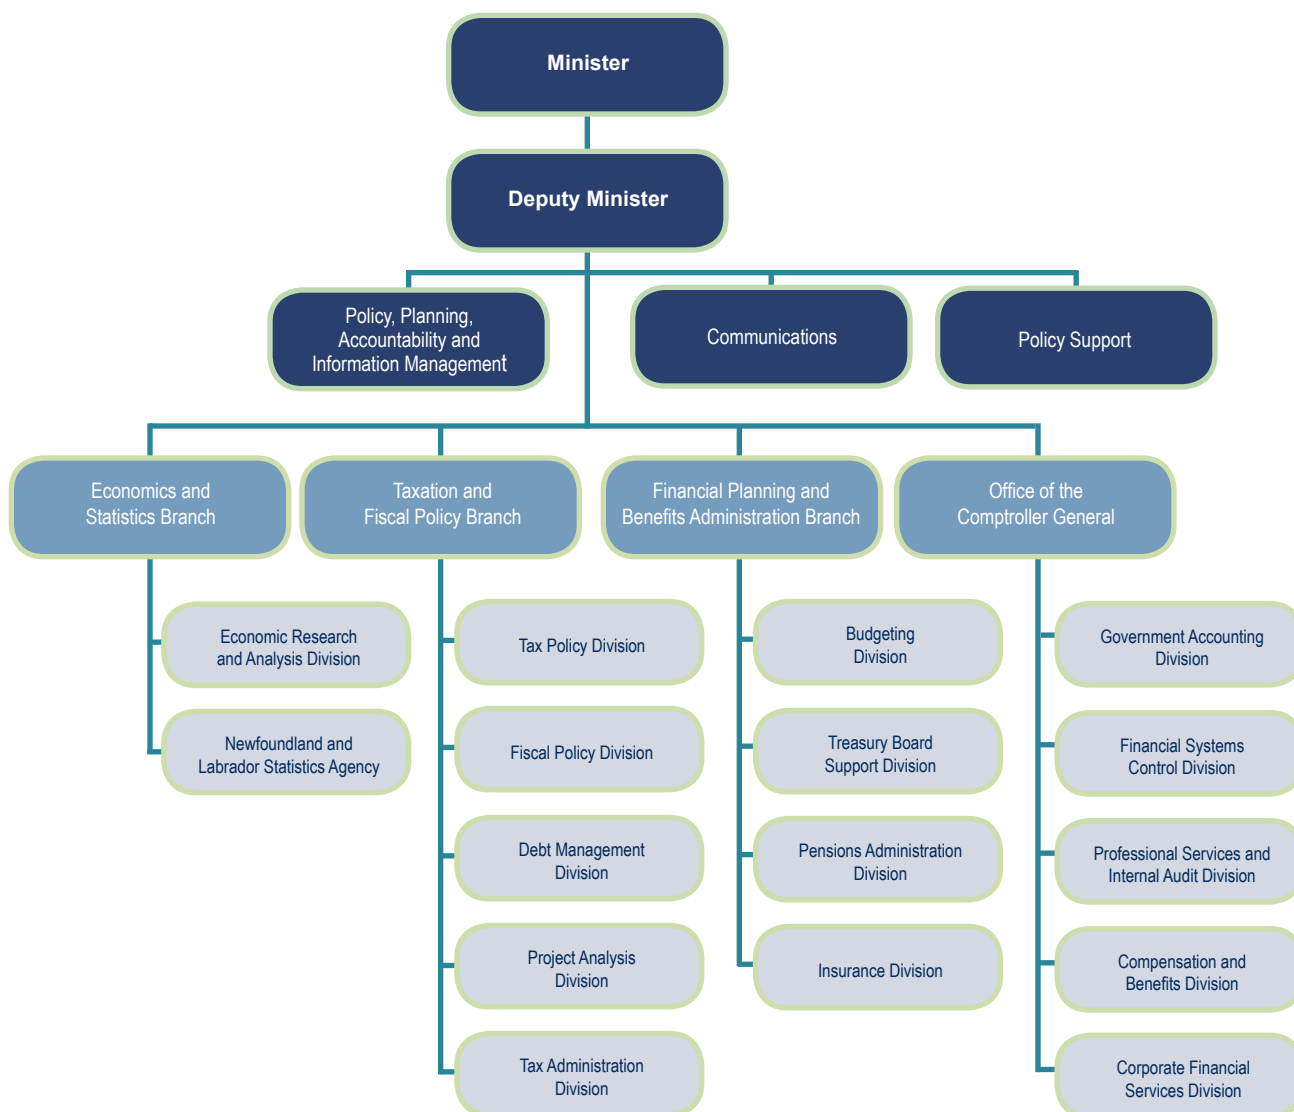 Minister
Deputy Minister
Policy, Planning,
Accountability and
Information Management
Communications
Policy Support
Economics and
Statistics Branch
Taxation and
Fiscal Policy Branch
Financial Planning and
Benefits Administration Branch
Office of the
Comptroller General
Economic Research
and Analysis Division
Newfoundland and
Labrador Statistics Agency
Tax Policy Division
Fiscal Policy Division
Debt Management
Division
Project Analysis
Division
Tax Administration
Division
Budgeting
Division
Treasury Board
Support Division
Pensions Administration
Division
Insurance Division
Government Accounting
Division
Financial Systems
Control Division
Professional Services and
Internal Audit Division
Compensation and
Benefits Division
Corporate Financial
Services Division